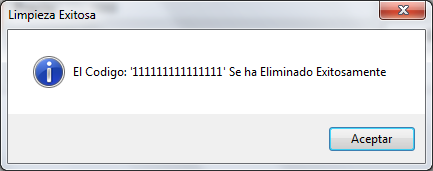 Limpieza Exitosa
El Codigo: '111111111111111' Se ha Eliminado Exitosamente
Aceptar